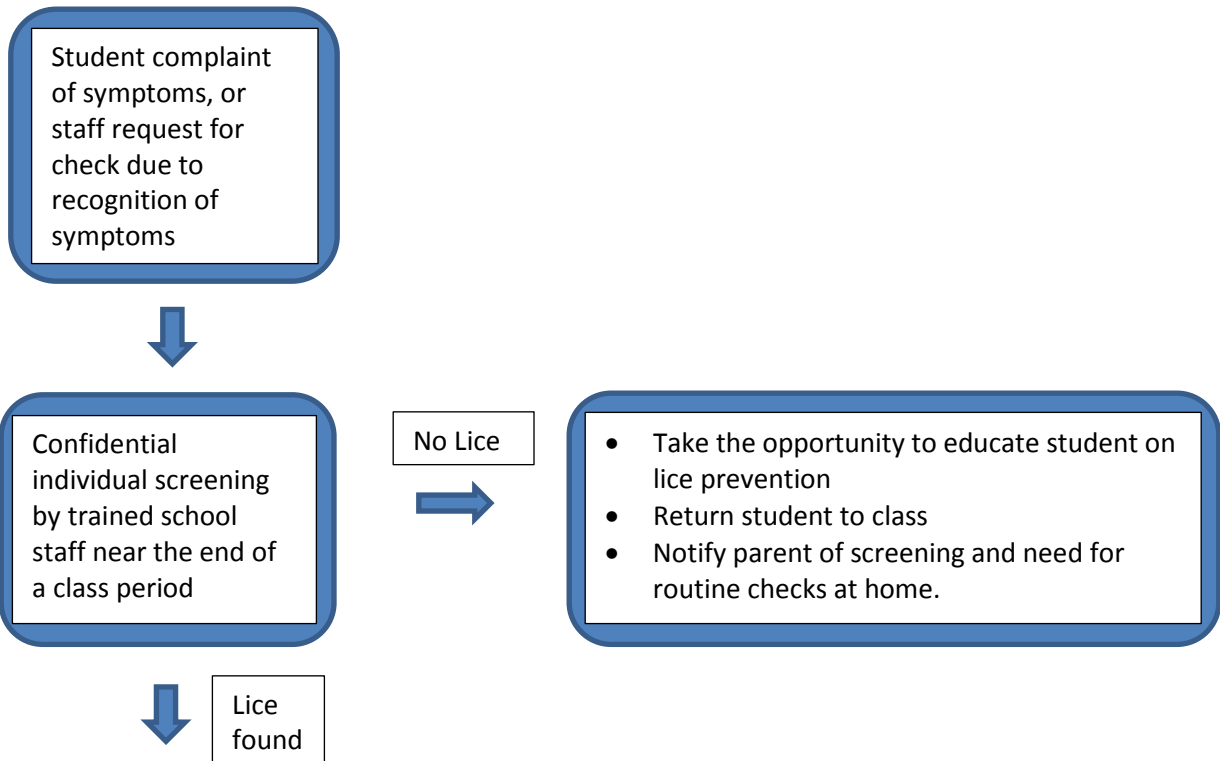 Student complaint
of symptoms, or
staff request for
check due to
recognition of
symptoms
Confidential
individual screening
by trained school
staff near the end of
a class period
No Lice
• Take the opportunity to educate student on
lice prevention
• Return student to class
• Notify parent of screening and need for
routine checks at home.
Lice
found